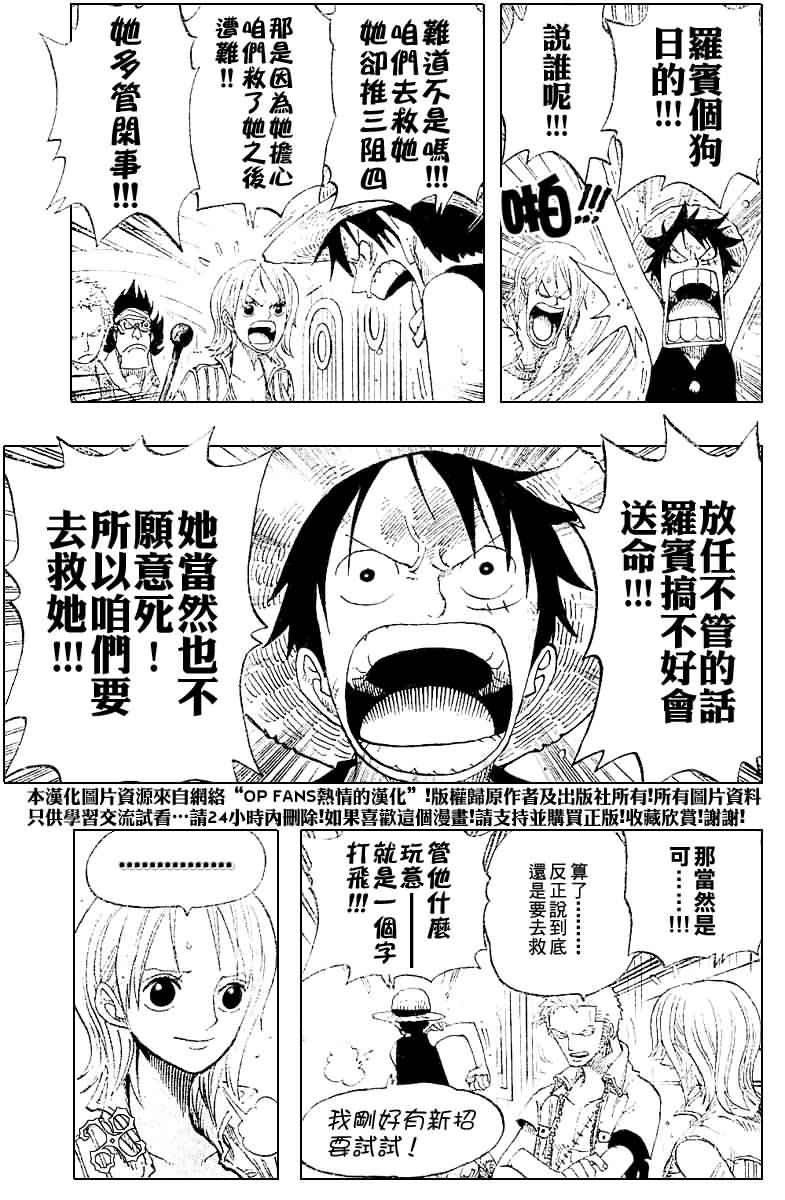 羅賓個狗
日的!!!
説誰呢!!!
啪!!!
難道不是嗎!!!
咱們去救她
她卻推三阻四
那是因為她擔心
咱們救了她之後
遭難!!
她多管閑事!!!
放任不管的話
羅賓搞不好會
送命!!!
她當然也不
願意死！
所以咱們要
去救她!!!
本漢化圖片資源來自網絡“OP FANS熱情的漢化”!版權歸原作者及出版社所有!所有圖片資料
只供學習交流試看…請24小時內刪除!如果喜歡這個漫畫!請支持並購買正版!收藏欣賞!謝謝!
那當然是
可……!!!
算了………
反正說到底
還是要去救
管他什麼
玩意——
就是一個字
打飛!!!
我剛好有新招
要試試！
………………